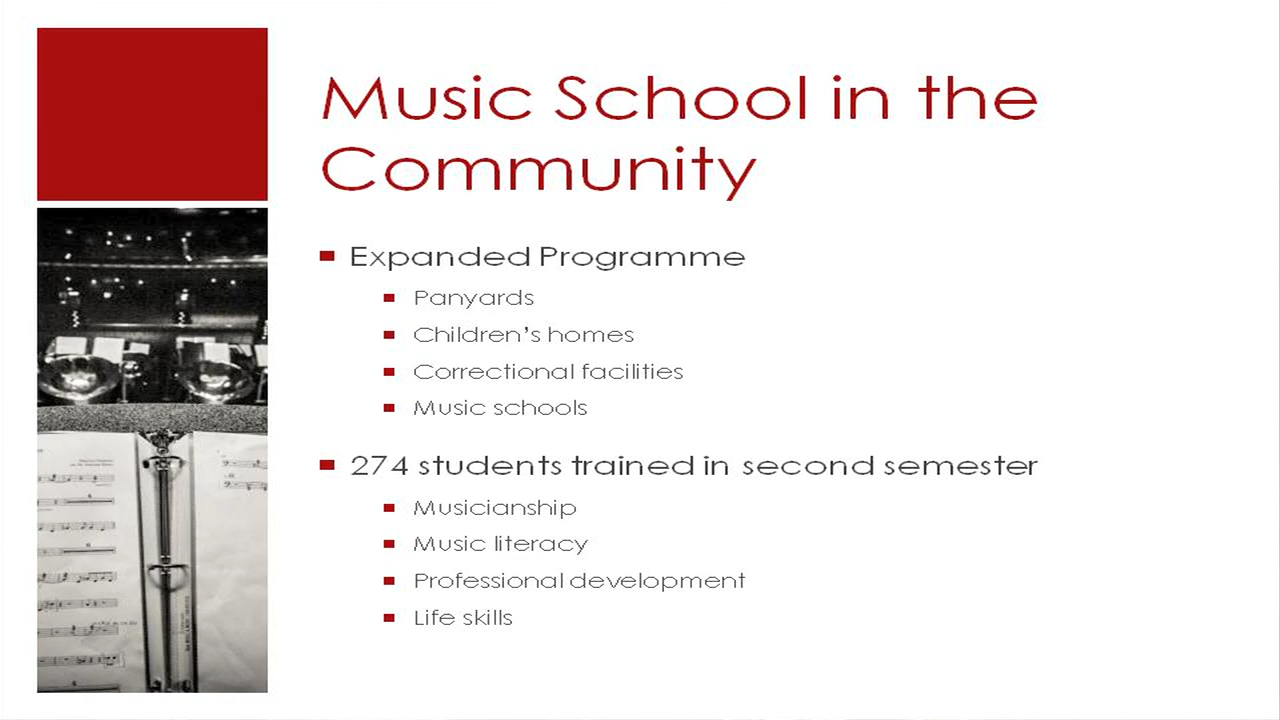 Music School in the
Community
Expanded Programme
Panyards
Children's homes
Correctional facilities
Music schools
274 students trained in second semester
Musicianship
Music literacy
Professional development
Life skills